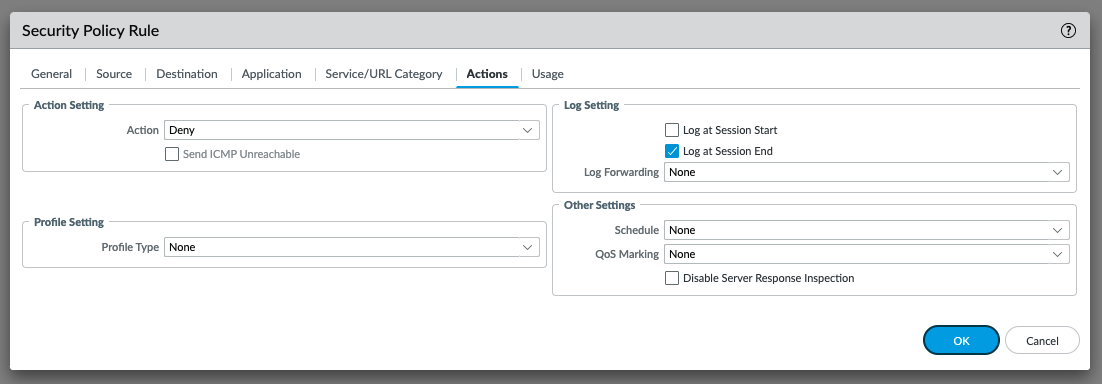 Security Policy Rule
General
Source
Destination
Application
Service/URL Category
Actions
Usage
Action Setting
Action Deny
Send ICMP Unreachable
Profile Setting
Profile Type None
Log Setting
Log at Session Start
Log at Session End
Log Forwarding None
Other Settings
Schedule None
QoS Marking None
Disable Server Response Inspection
OK
Cancel